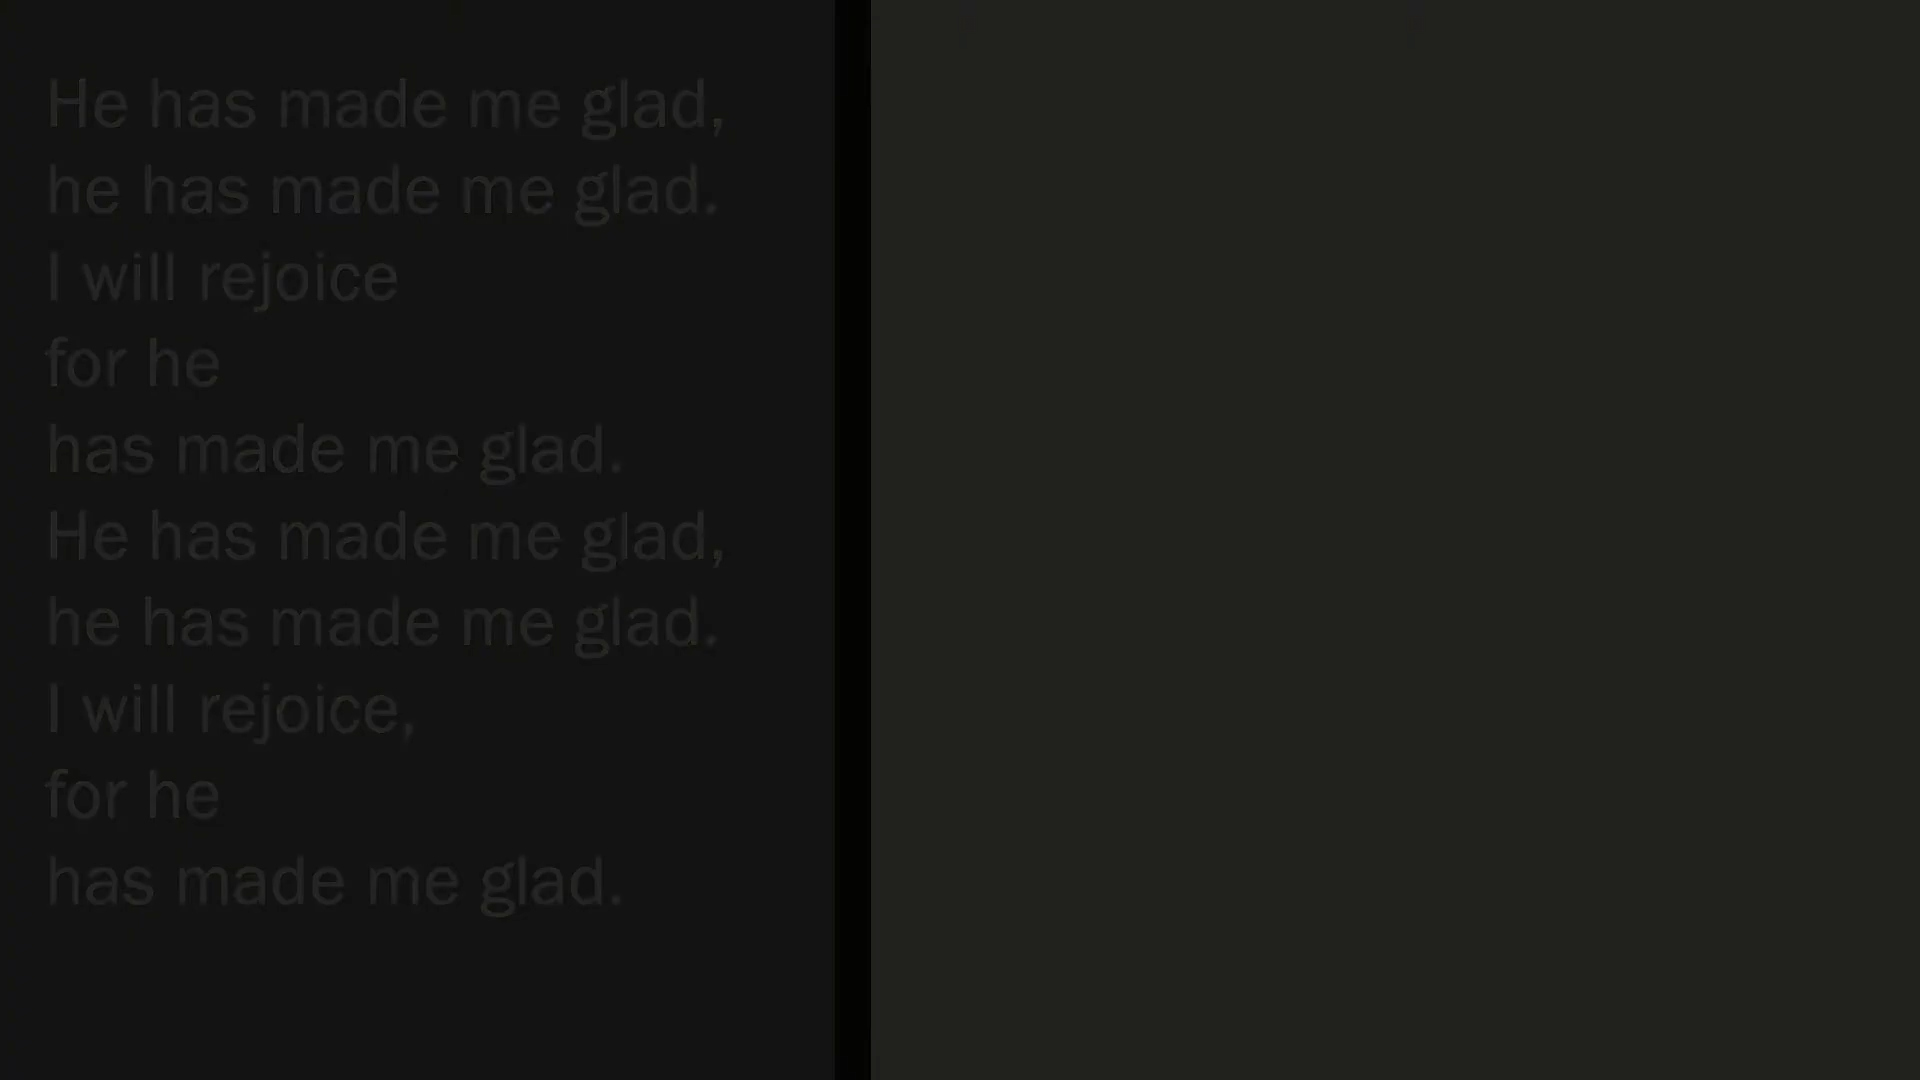 He has made me glad,
he has made me glad.
I will rejoice
for he
has made me glad.
He has made me glad,
he has made me glad.
I will rejoice,
for he
has made me glad.